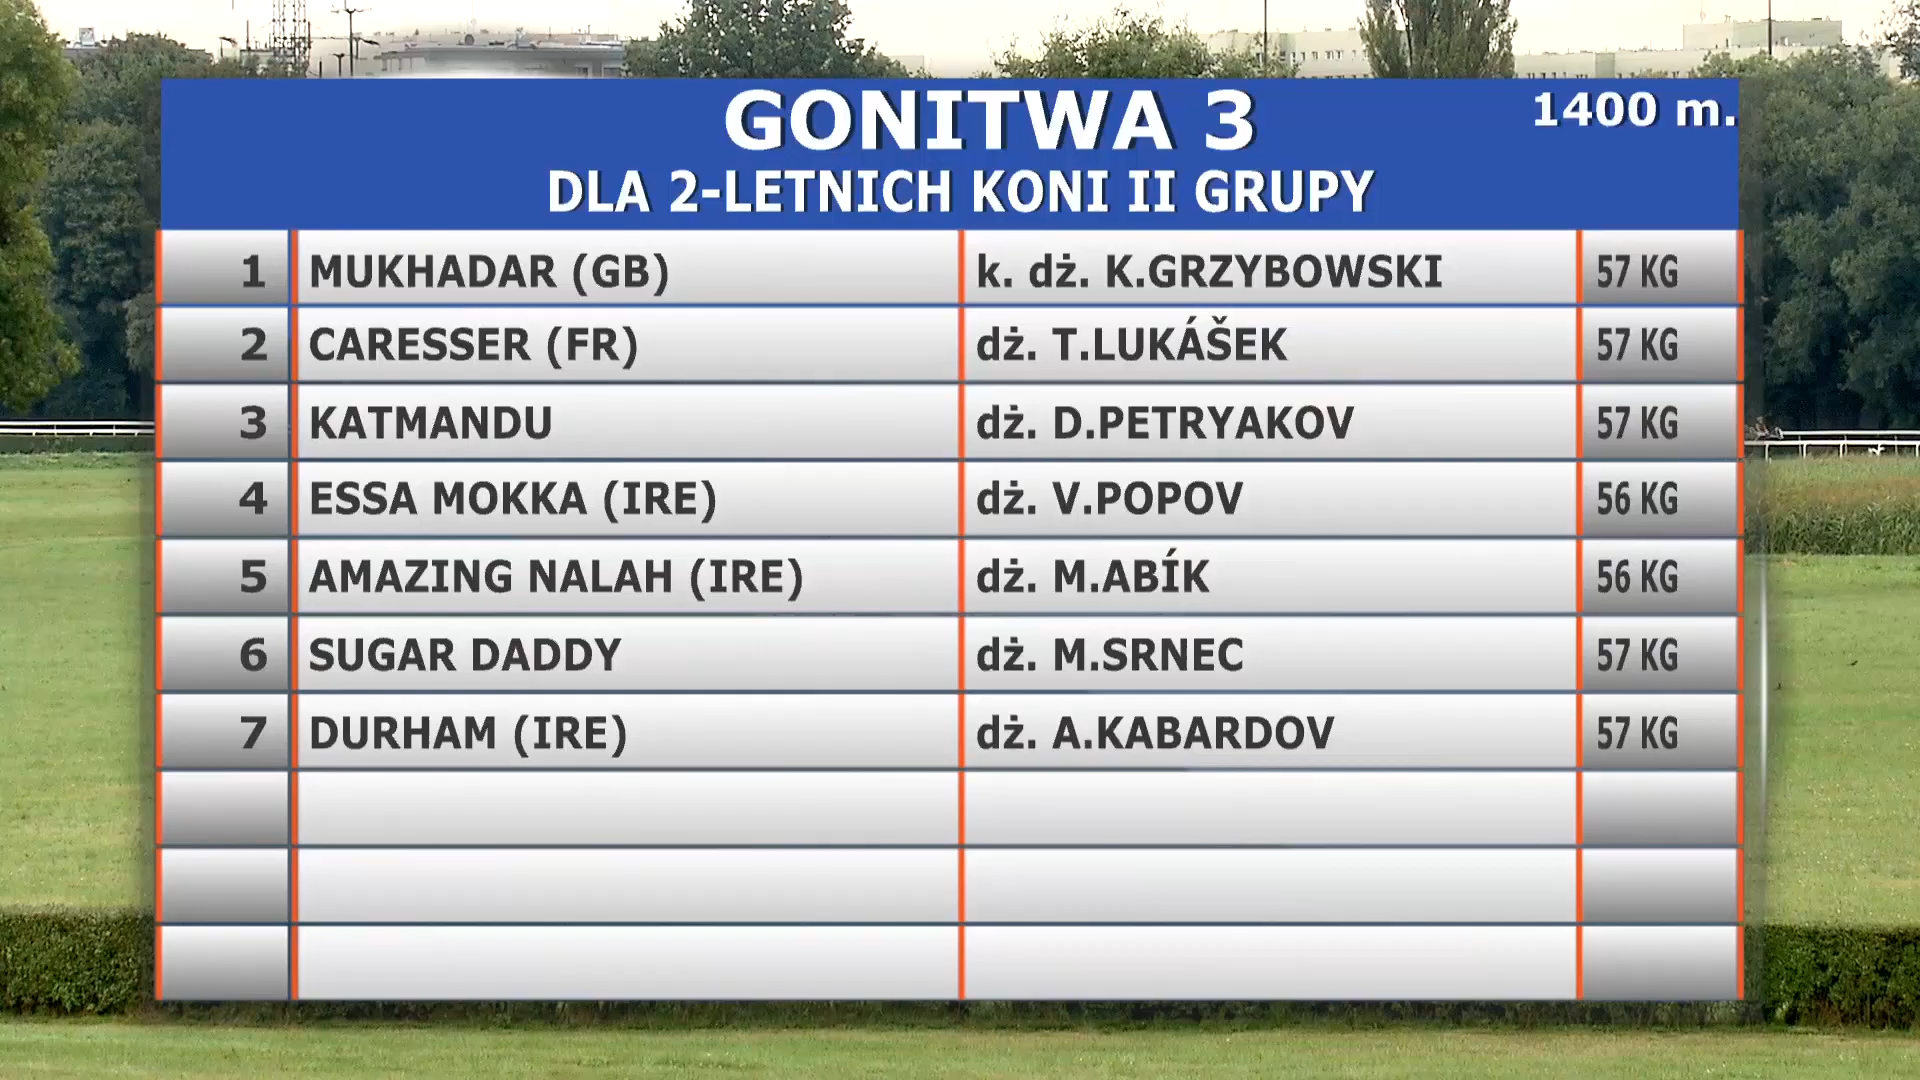 GONITWA 3
1400 m.
DLA 2-LETNICH KONI II GRUPY
1 MUKHADAR (GB) k. dż. K.GRZYBOWSKI 57 KG
2 CARESSER (FR) dż. T.LUKÁŠEK 57 KG
3 KATMANDU dż. D.PETRYAKOV 57 KG
4 ESSA MOKKA (IRE) dż. V.POPOV 56 KG
5 AMAZING NALAH (IRE) dż. M.ABÍK 56 KG
6 SUGAR DADDY dż. M.SRNEC 57 KG
7 DURHAM (IRE) dż. A.KABARDOV 57 KG